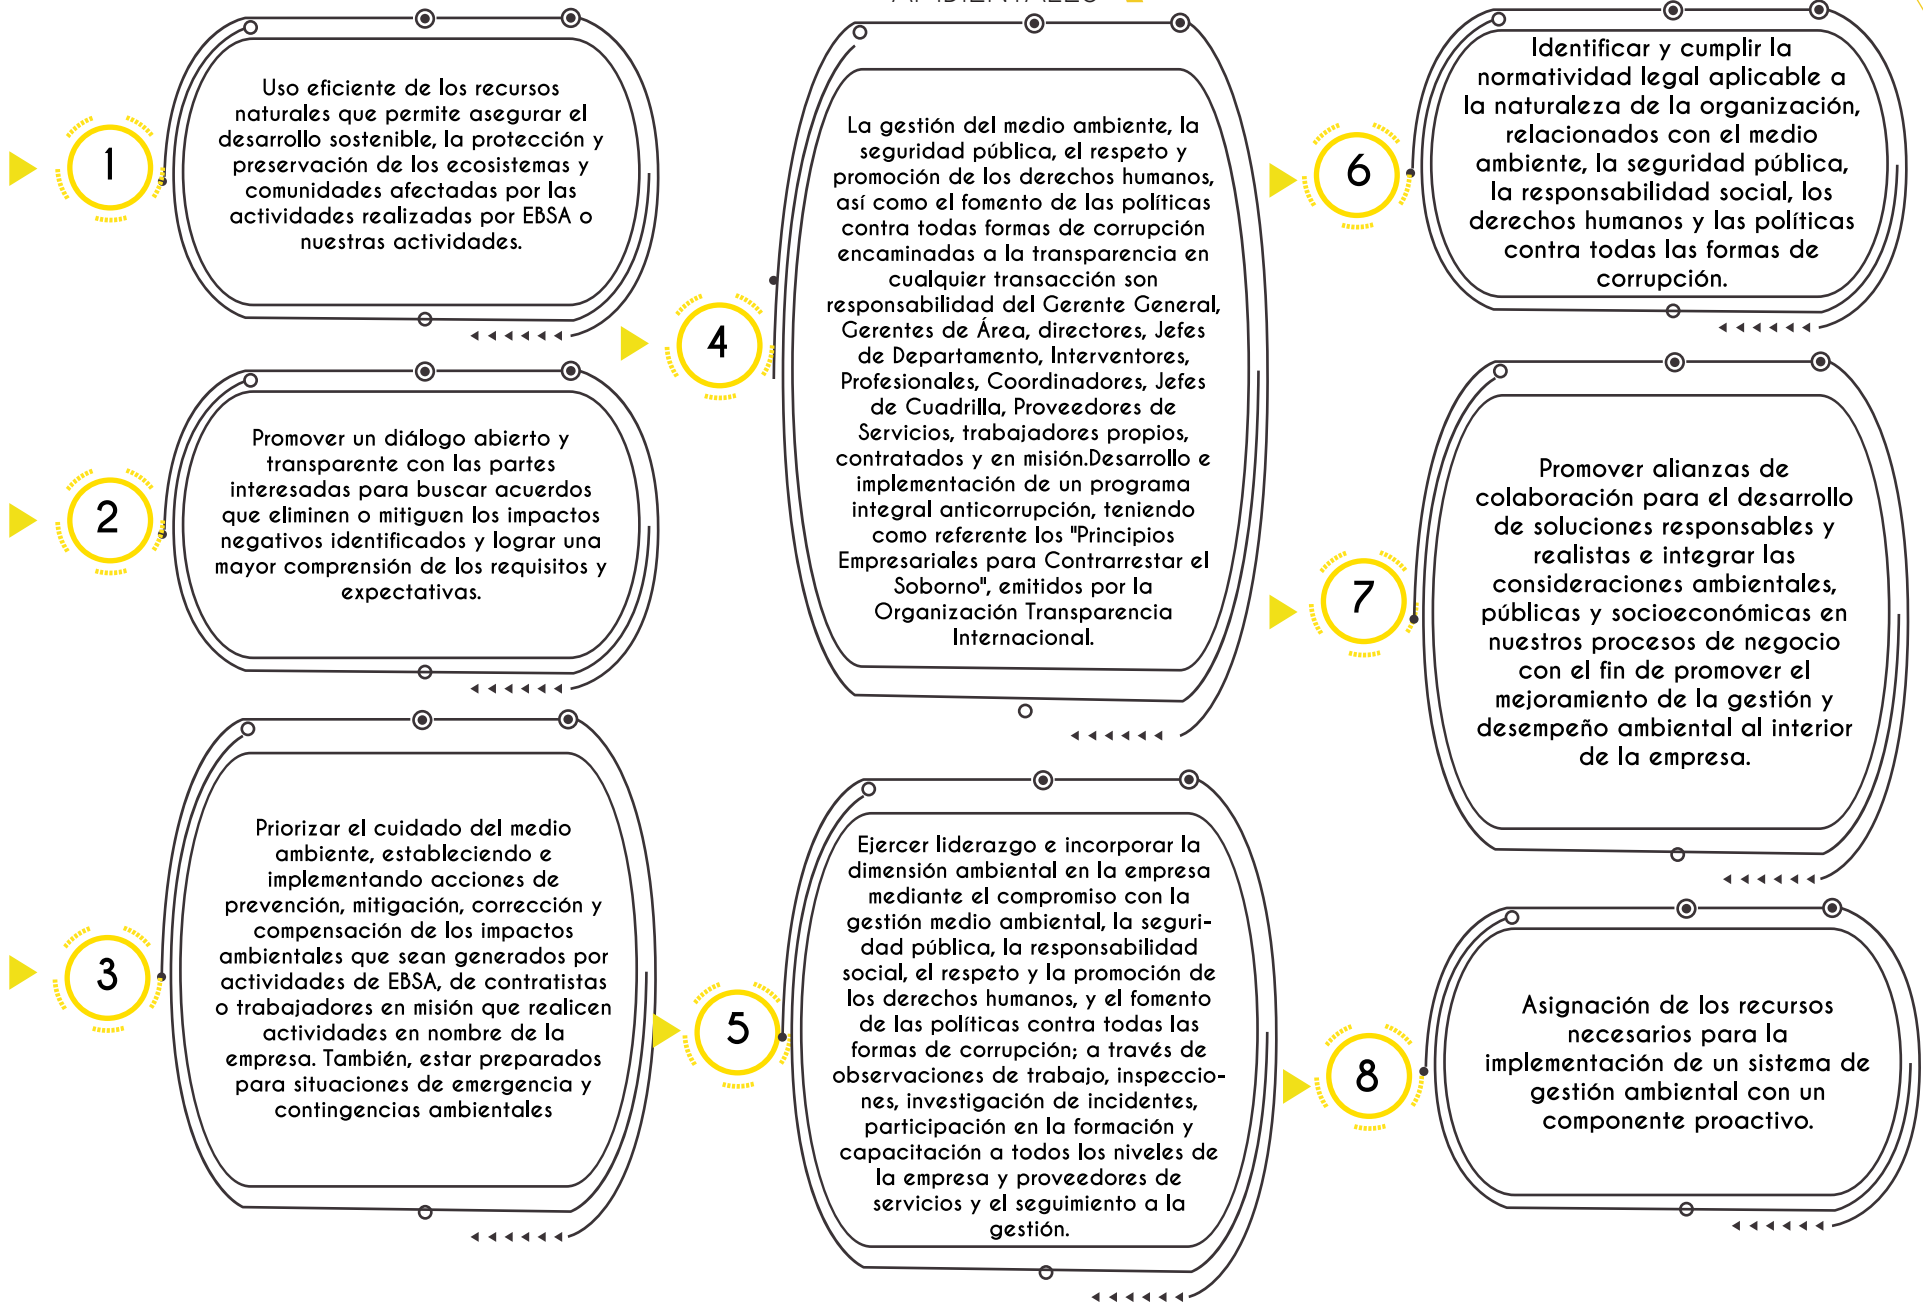 AMBIENTALES
1
Uso eficiente de los recursos
naturales que permite asegurar el
desarrollo sostenible, la protección y
preservación de los ecosistemas y
comunidades afectadas por las
actividades realizadas por EBSA o
nuestras actividades.
2
Promover un diálogo abierto y
transparente con las partes
interesadas para buscar acuerdos
que eliminen o mitiguen los impactos
negativos identificados y lograr una
mayor comprensión de los requisitos y
expectativas.
3
Priorizar el cuidado del medio
ambiente, estableciendo e
implementando acciones de
prevención, mitigación, corrección y
compensación de los impactos
ambientales que sean generados por
actividades de EBSA, de contratistas
o trabajadores en misión que realicen
actividades en nombre de la
empresa. También, estar preparados
para situaciones de emergencia y
contingencias ambientales
4
La gestión del medio ambiente, la
seguridad pública, el respeto y
promoción de los derechos humanos,
así como el fomento de las políticas
contra todas formas de corrupción
encaminadas a la transparencia en
cualquier transacción son
responsabilidad del Gerente General,
Gerentes de Área, directores, Jefes
de Departamento, Interventores,
Profesionales, Coordinadores, Jefes
de Cuadrilla, Proveedores de
Servicios, trabajadores propios,
contratados y en misión.Desarrollo e
implementación de un programa
integral anticorrupción, teniendo
como referente los "Principios
Empresariales para Contrarrestar el
Soborno", emitidos por la
Organización Transparencia
Internacional.
5
Ejercer liderazgo e incorporar la
dimensión ambiental en la empresa
mediante el compromiso con la
gestión medio ambiental, la seguri-
dad pública, la responsabilidad
social, el respeto y la promoción de
los derechos humanos, y el fomento
de las políticas contra todas las
formas de corrupción; a través de
observaciones de trabajo, inspeccio-
nes, investigación de incidentes,
participación en la formación y
capacitación a todos los niveles de
la empresa y proveedores de
servicios y el seguimiento a la
gestión.
6
Identificar y cumplir la
normatividad legal aplicable a
la naturaleza de la organización,
relacionados con el medio
ambiente, la seguridad pública,
la responsabilidad social, los
derechos humanos y las políticas
contra todas las formas de
corrupción.
7
Promover alianzas de
colaboración para el desarrollo
de soluciones responsables y
realistas e integrar las
consideraciones ambientales,
públicas y socioeconómicas en
nuestros procesos de negocio
con el fin de promover el
mejoramiento de la gestión y
desempeño ambiental al interior
de la empresa.
8
Asignación de los recursos
necesarios para la
implementación de un sistema de
gestión ambiental con un
componente proactivo.